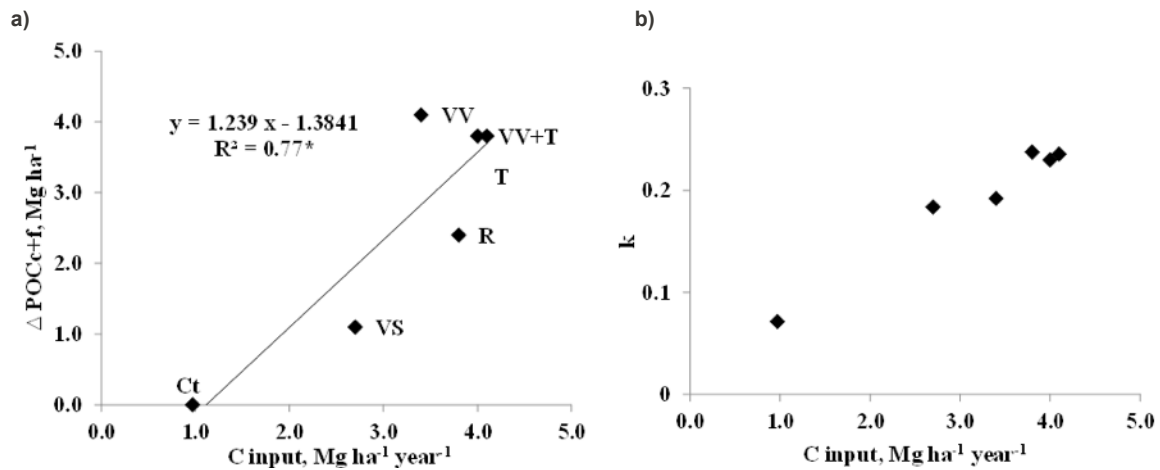 a)
5.0
4.0
3.0
2.0
1.0
0.0
△ POCc+f, Mg ha⁻¹
y = 1.239 x - 1.3841
R² = 0.77*
VV
VV+T
T
R
VS
Ct
0.0 1.0 2.0 3.0 4.0 5.0
C input, Mg ha⁻¹ year⁻¹
b)
0.3
0.2
0.1
0
k
0.0 1.0 2.0 3.0 4.0 5.0
C input, Mg ha⁻¹ year⁻¹